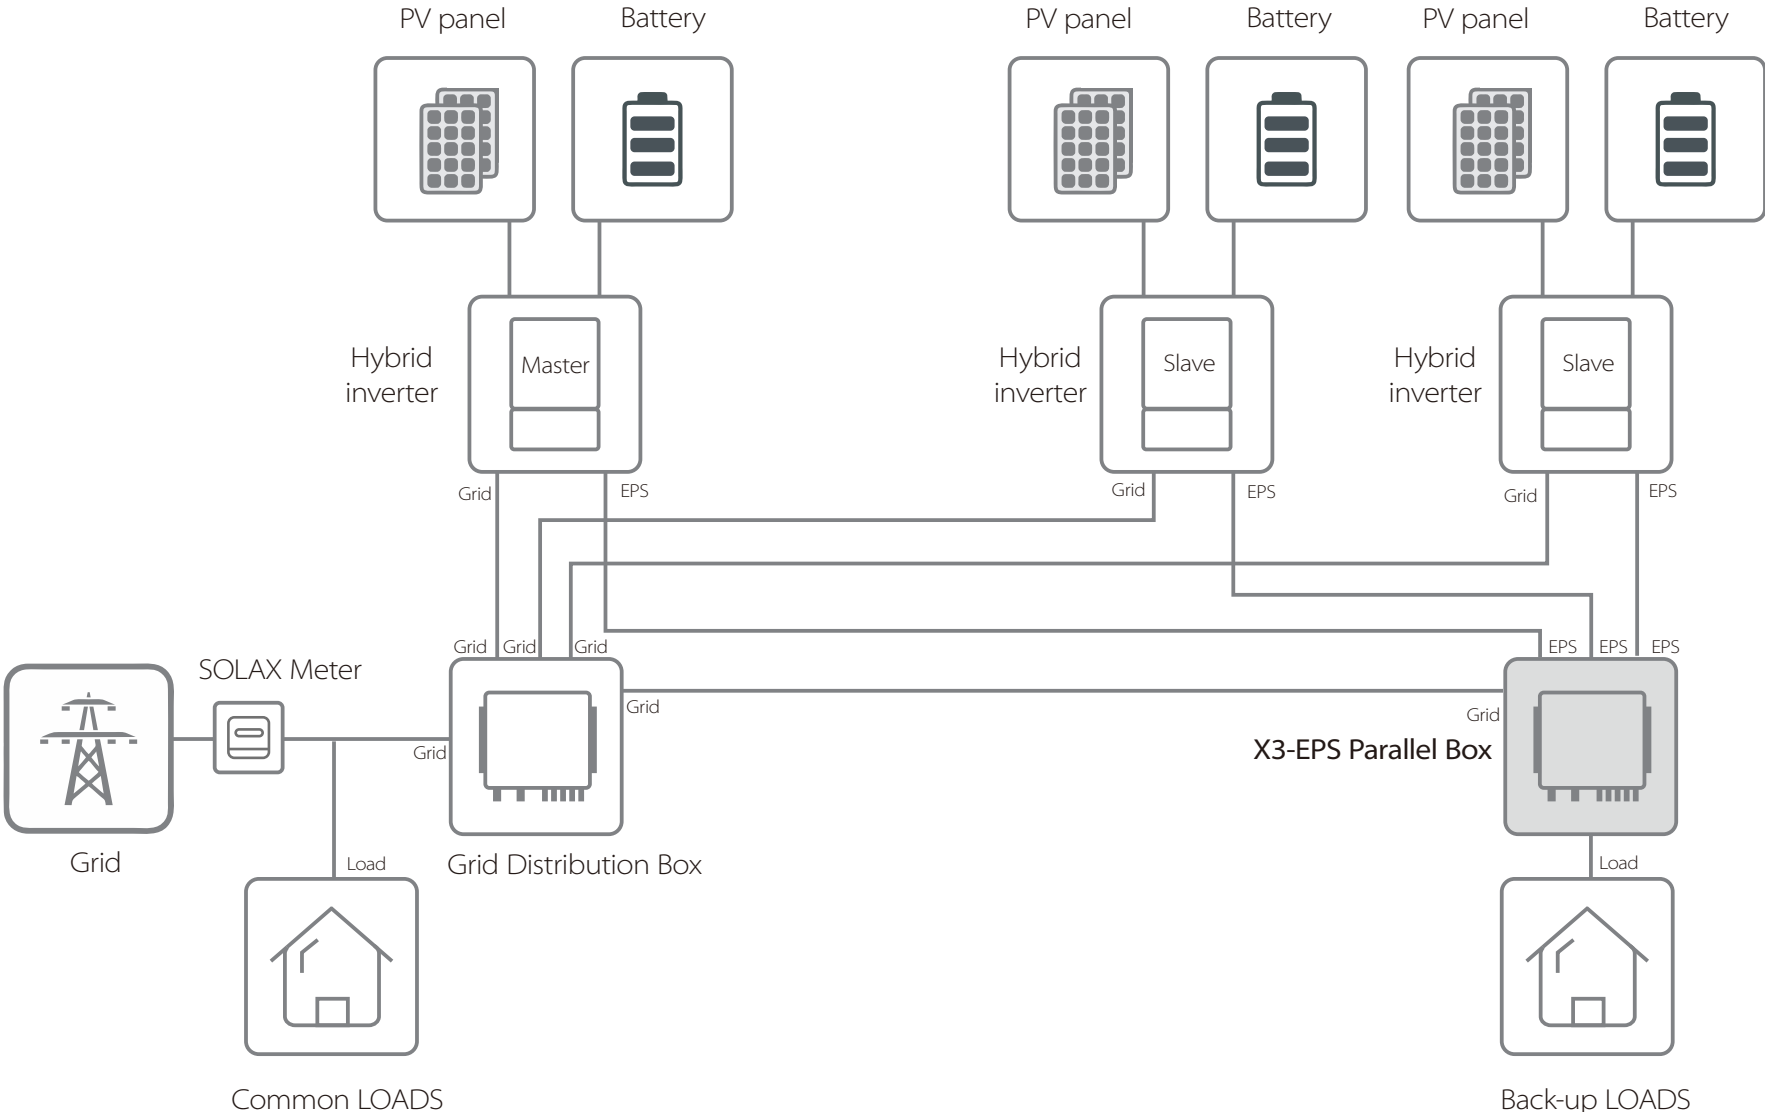 PV panel
Battery
PV panel
Battery
PV panel
Battery
Hybrid
inverter
Master
Hybrid
inverter
Slave
Hybrid
inverter
Slave
Grid
EPS
Grid
EPS
Grid
EPS
Grid
Grid
Grid
EPS
EPS
EPS
SOLAX Meter
Grid
Grid
Grid
X3-EPS Parallel Box
Grid
Load
Grid Distribution Box
Load
Common LOADS
Back-up LOADS